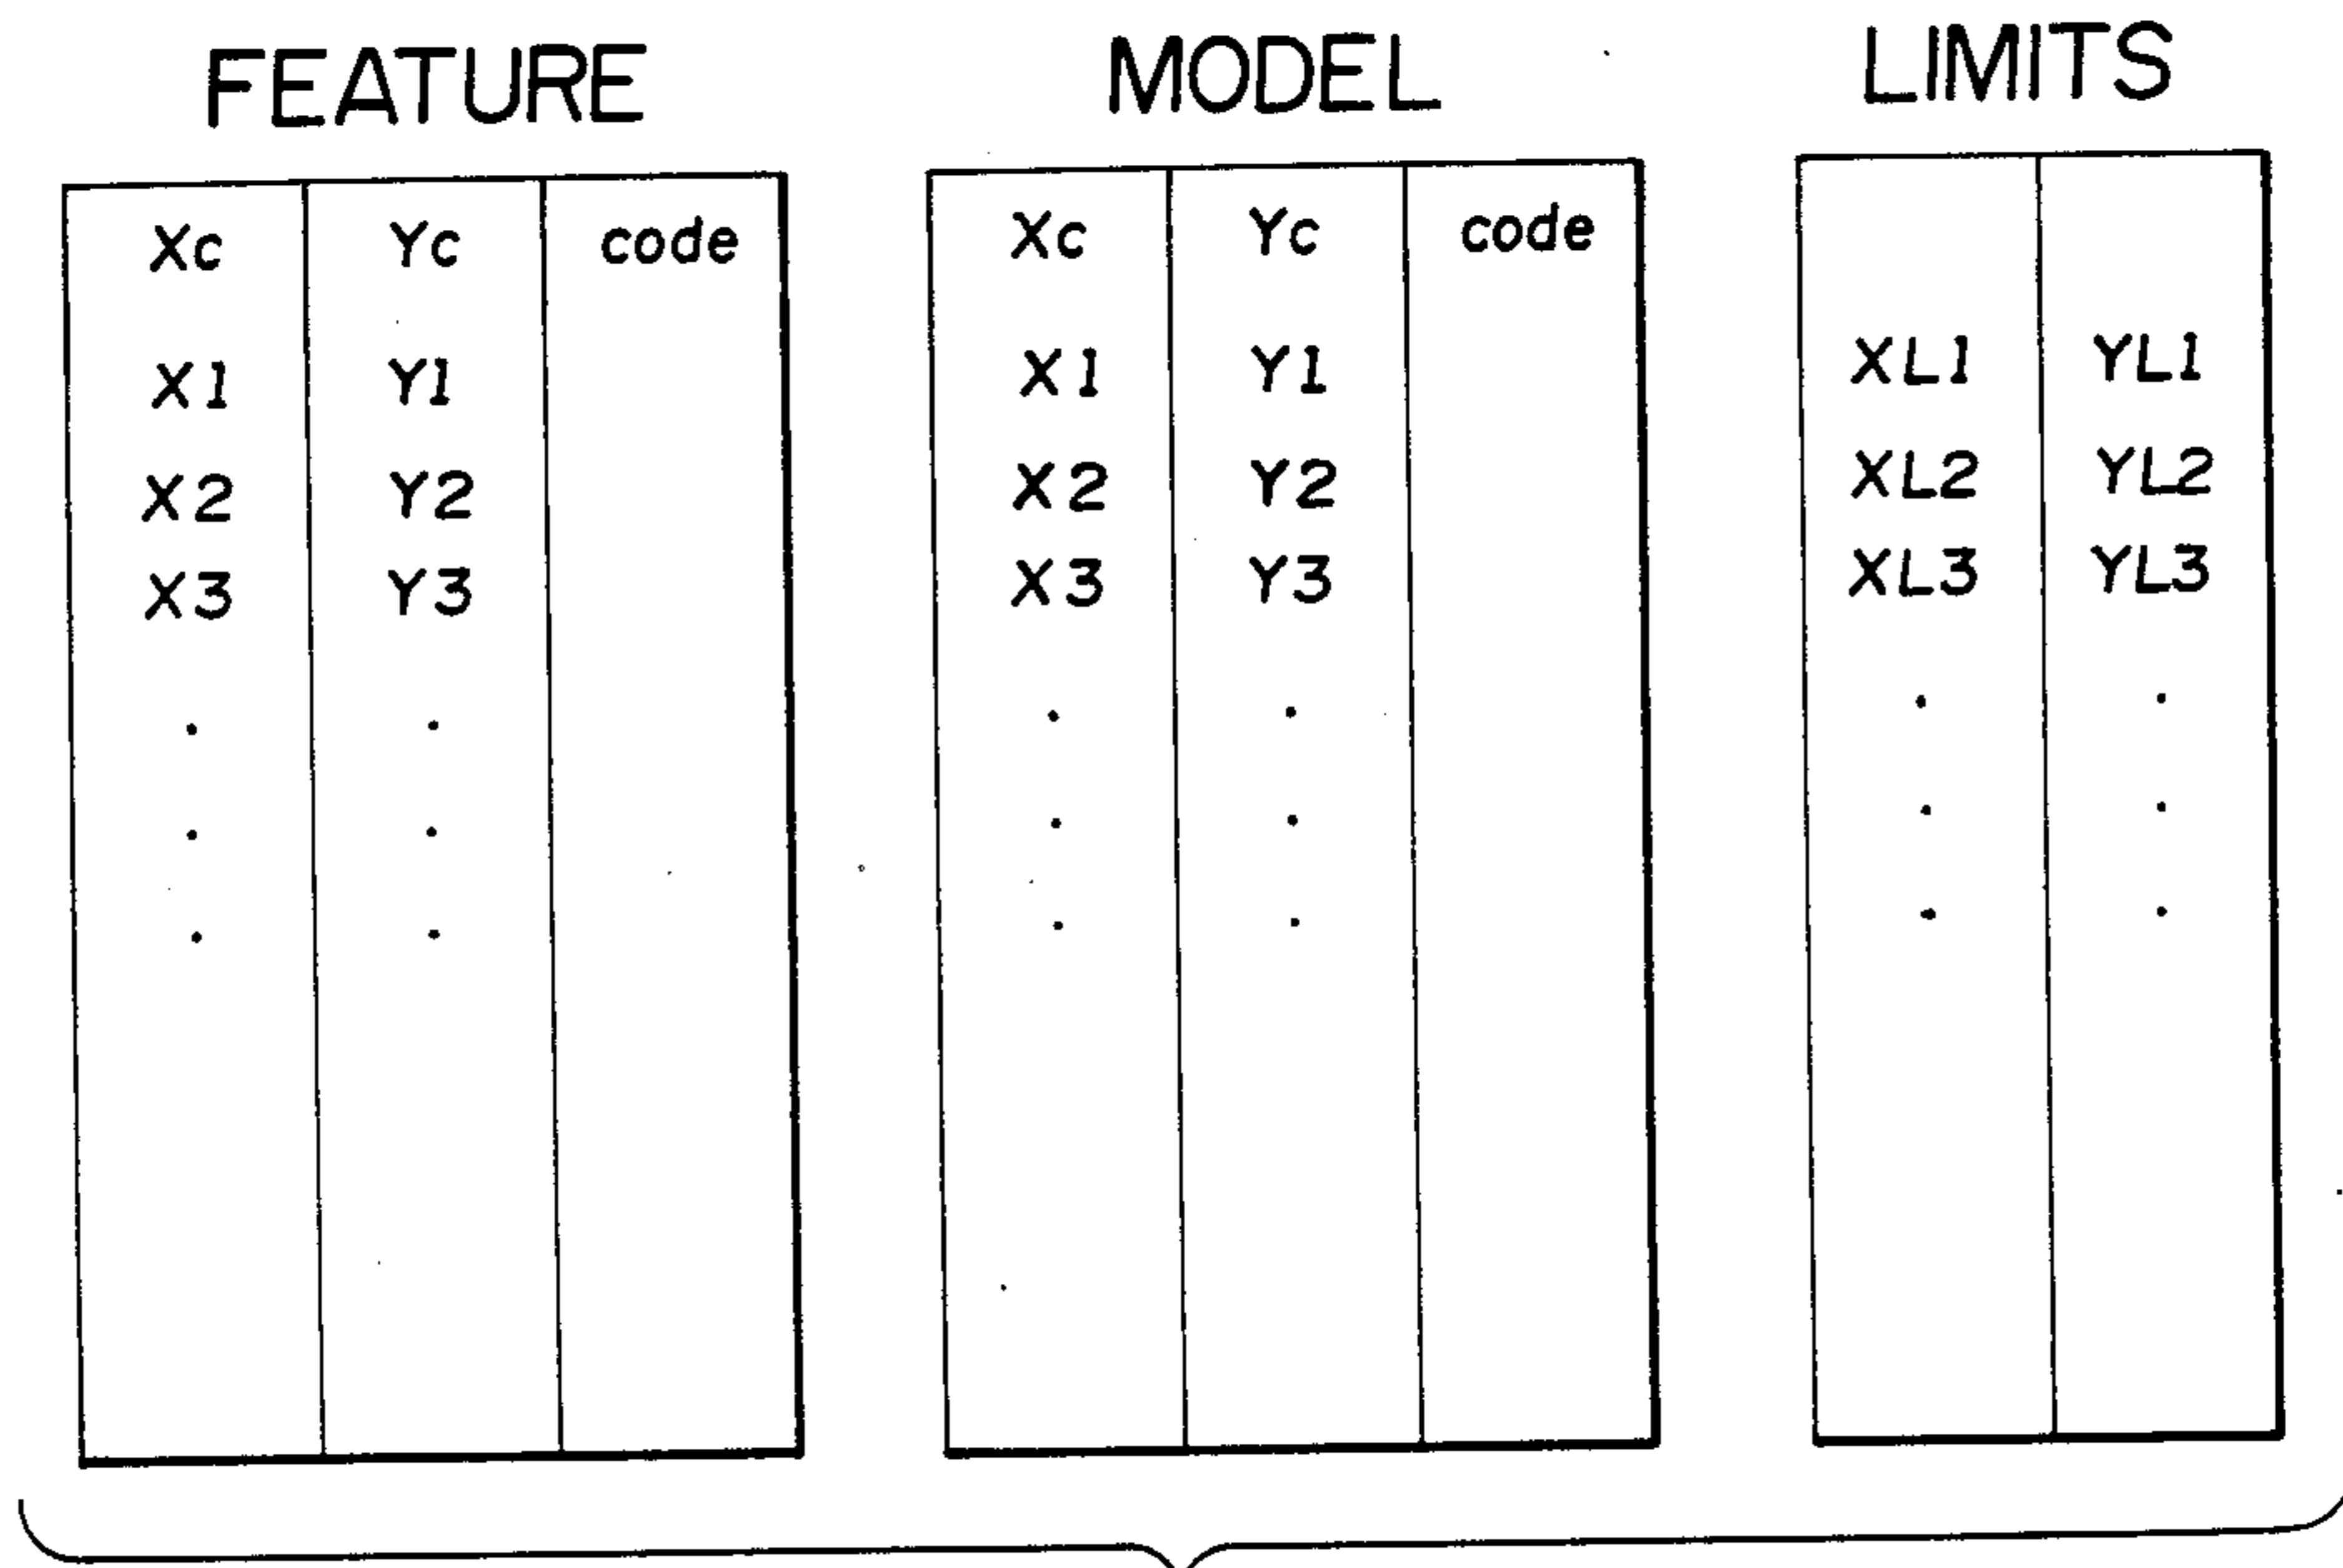 FEATURE MODEL LIMITS
Xc Yc code Xc Yc code
X1 Y1 X1 Y1 XL1 YL1
X2 Y2 X2 Y2 XL2 YL2
X3 Y3 X3 Y3 XL3 YL3
. . . . . .
. . . . . .
. . . . . .